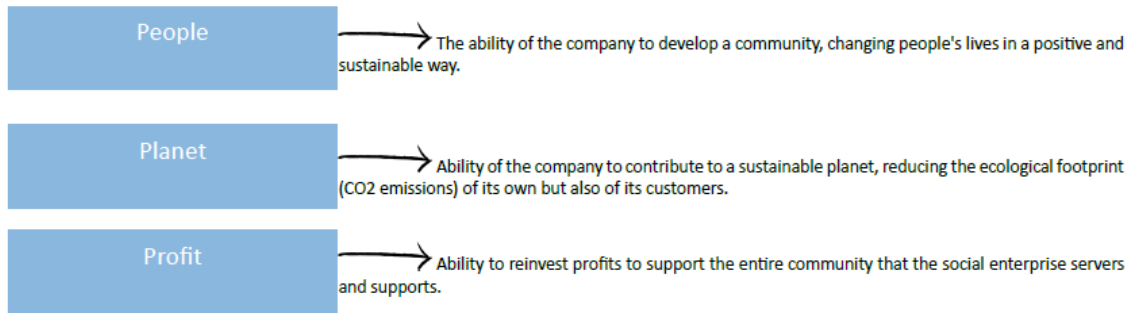 People
The ability of the company to develop a community, changing people's lives in a positive and
sustainable way.
Planet
Ability of the company to contribute to a sustainable planet, reducing the ecological footprint
(CO2 emissions) of its own but also of its customers.
Profit
Ability to reinvest profits to support the entire community that the social enterprise servers
and supports.